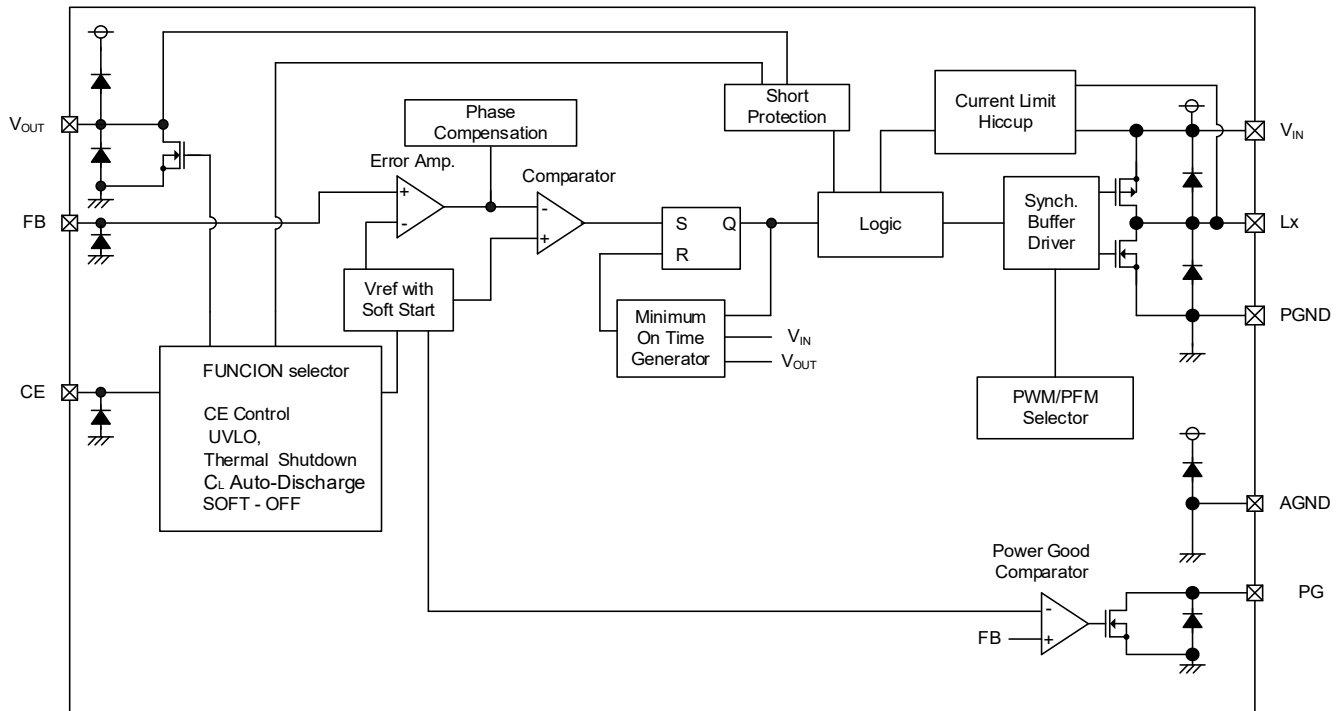 Short
Protection
Current Limit
Hiccup
Phase
Compensation
VOUT
VIN
Error Amp.
Comparator
+
-
-
+
FB
S Q
R
Logic
Synch.
Buffer
Driver
Lx
Vref with
Soft Start
Minimum
On Time
Generator
VIN
VOUT
PGND
CE
FUNCION selector
CE Control
UVLO,
Thermal Shutdown
CL Auto-Discharge
SOFT - OFF
PWM/PFM
Selector
AGND
Power Good
Comparator
-
+
FB
PG